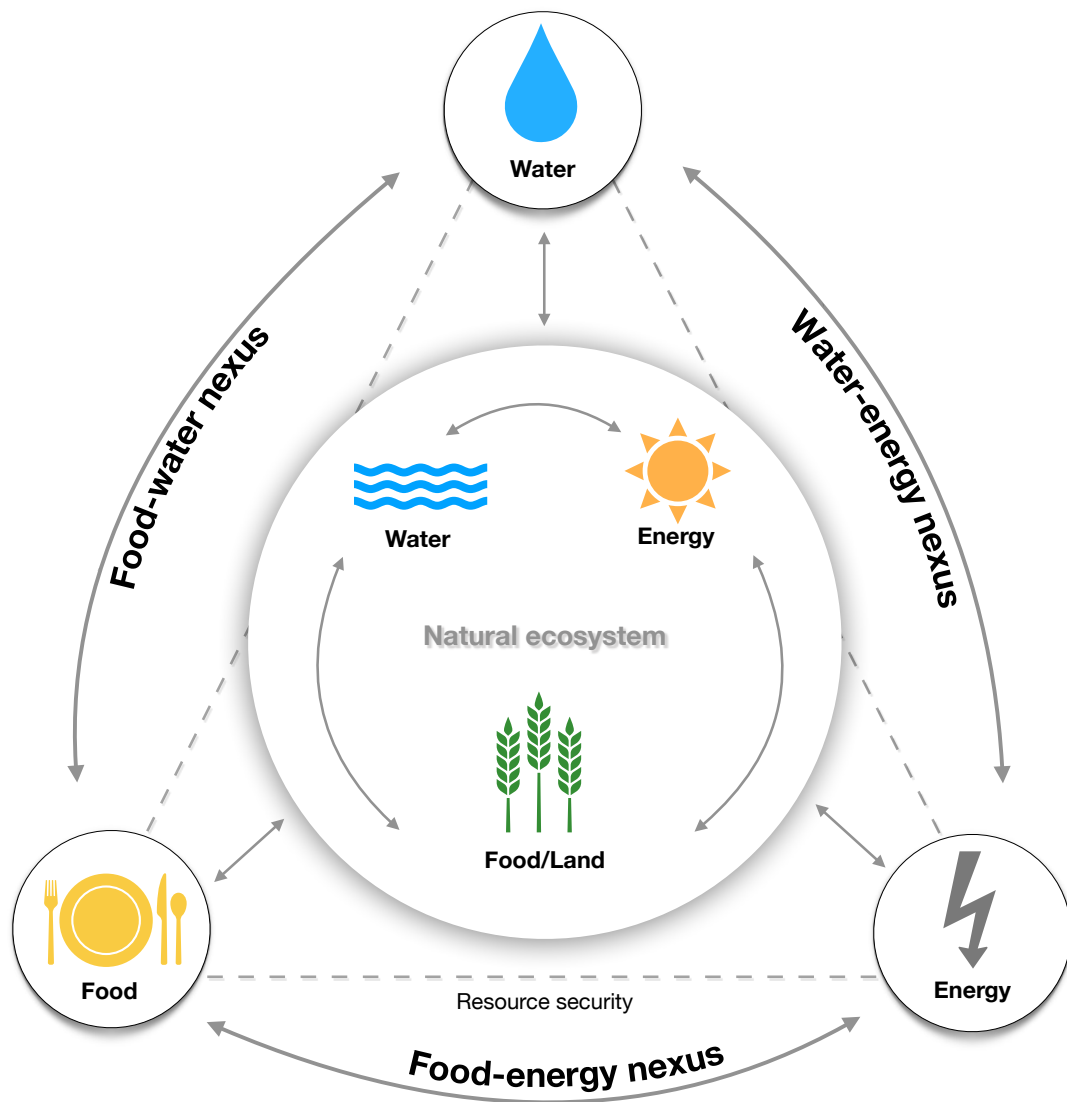 Water
Food-water nexus
Water-energy nexus
Water
Energy
Natural ecosystem
Food/Land
Food
Energy
Resource security
Food-energy nexus